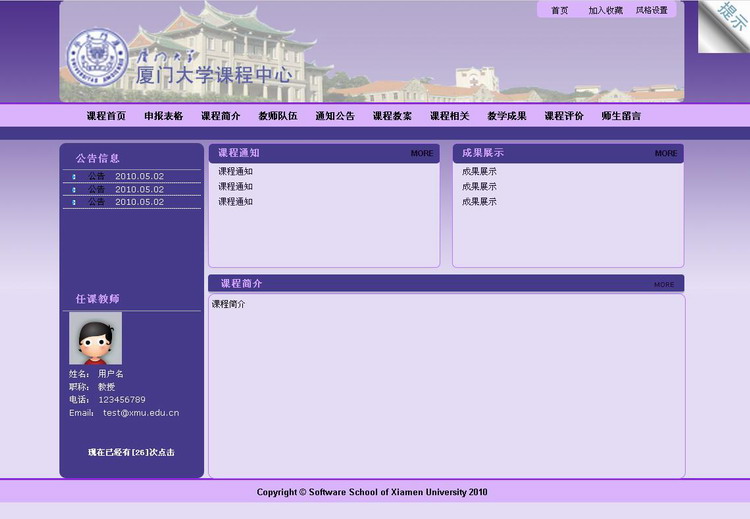 首页 加入收藏 风格设置
提示
厦门大学
厦门大学课程中心
课程首页 申报表格 课程简介 教师队伍 通知公告 课程教案 课程相关 教学成果 课程评价 师生留言
公告信息
公告 2010.05.02
公告 2010.05.02
公告 2010.05.02
课程通知 MORE
课程通知
课程通知
课程通知
成果展示 MORE
成果展示
成果展示
成果展示
任课教师
姓名： 用户名
职称： 教授
电话： 123456789
Email： test@xmu.edu.cn
现在已经有[26]次点击
课程简介 MORE
课程简介
Copyright © Software School of Xiamen University 2010